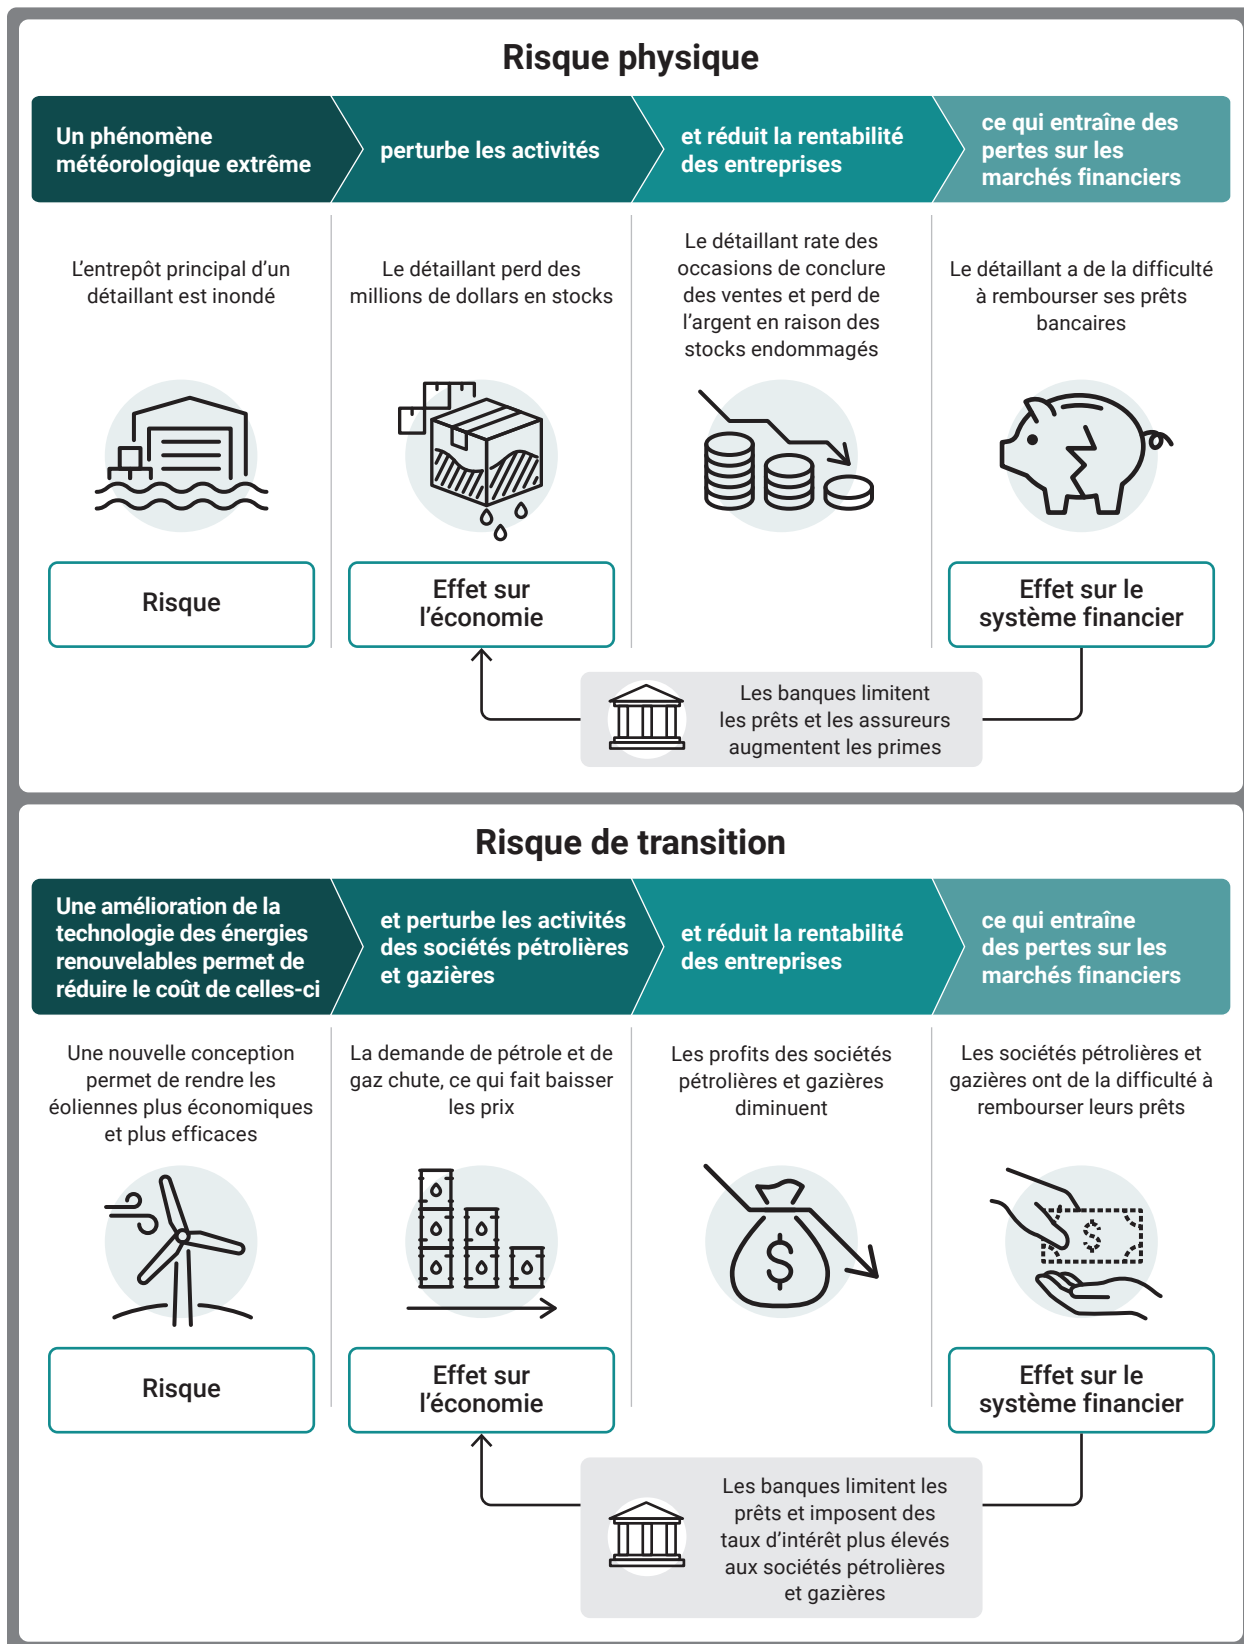 Risque physique
Un phénomène
météorologique extrême
perturbe les activités
et réduit la rentabilité
des entreprises
ce qui entraîne des
pertes sur les
marchés financiers
L’entrepôt principal d’un
détaillant est inondé
Le détaillant perd des
millions de dollars en stocks
Le détaillant rate des
occasions de conclure
des ventes et perd de
l’argent en raison des
stocks endommagés
Le détaillant a de la difficulté
à rembourser ses prêts
bancaires
Risque
Effet sur
l’économie
Effet sur le
système financier
Les banques limitent
les prêts et les assureurs
augmentent les primes
Risque de transition
Une amélioration de la
technologie des énergies
renouvelables permet de
réduire le coût de celles-ci
et perturbe les activités
des sociétés pétrolières
et gazières
et réduit la rentabilité
des entreprises
ce qui entraîne
des pertes sur les
marchés financiers
Une nouvelle conception
permet de rendre les
éoliennes plus économiques
et plus efficaces
La demande de pétrole et de
gaz chute, ce qui fait baisser
les prix
Les profits des sociétés
pétrolières et gazières
diminuent
Les sociétés pétrolières et
gazières ont de la difficulté à
rembourser leurs prêts
$
$
Risque
Effet sur
l’économie
Effet sur le
système financier
Les banques limitent les
prêts et imposent des
taux d’intérêt plus élevés
aux sociétés pétrolières
et gazières